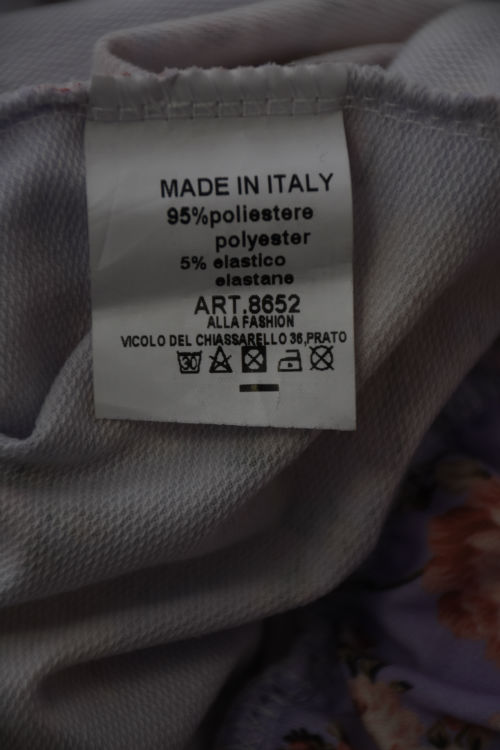 MADE IN ITALY
95%poliestere
polyester
5% elastico
elastane
ART.8652
ALLA FASHION
VICOLO DEL CHIASSARELLO 36,PRATO
30